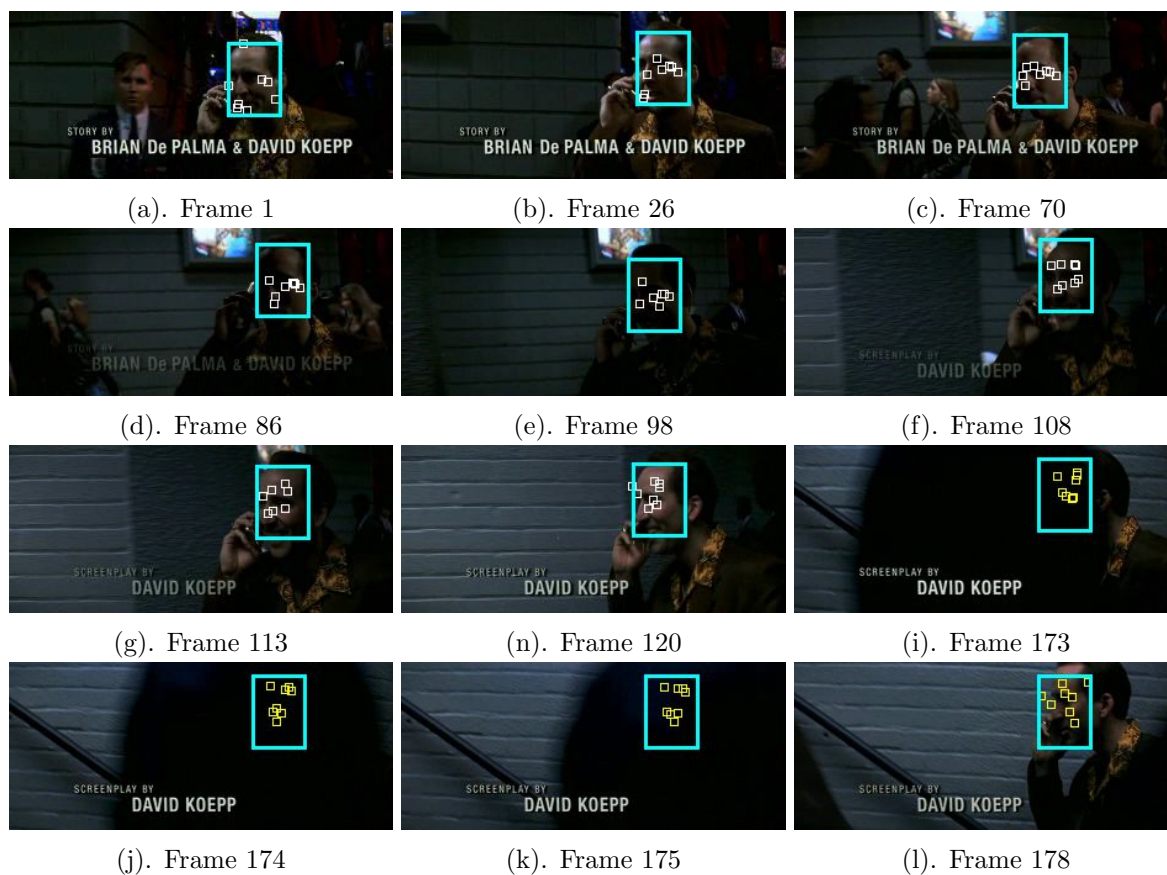 STORY BY
BRIAN De PALMA & DAVID KOEPP
STORY BY
BRIAN De PALMA & DAVID KOEPP
STORY BY
BRIAN De PALMA & DAVID KOEPP
(a). Frame 1
(b). Frame 26
(c). Frame 70
STORY BY
BRIAN De PALMA & DAVID KOEPP
SCREENPLAY BY
DAVID KOEPP
(d). Frame 86
(e). Frame 98
(f). Frame 108
SCREENPLAY BY
DAVID KOEPP
SCREENPLAY BY
DAVID KOEPP
SCREENPLAY BY
DAVID KOEPP
(g). Frame 113
(n). Frame 120
(i). Frame 173
SCREENPLAY BY
DAVID KOEPP
SCREENPLAY BY
DAVID KOEPP
SCREENPLAY BY
DAVID KOEPP
(j). Frame 174
(k). Frame 175
(l). Frame 178